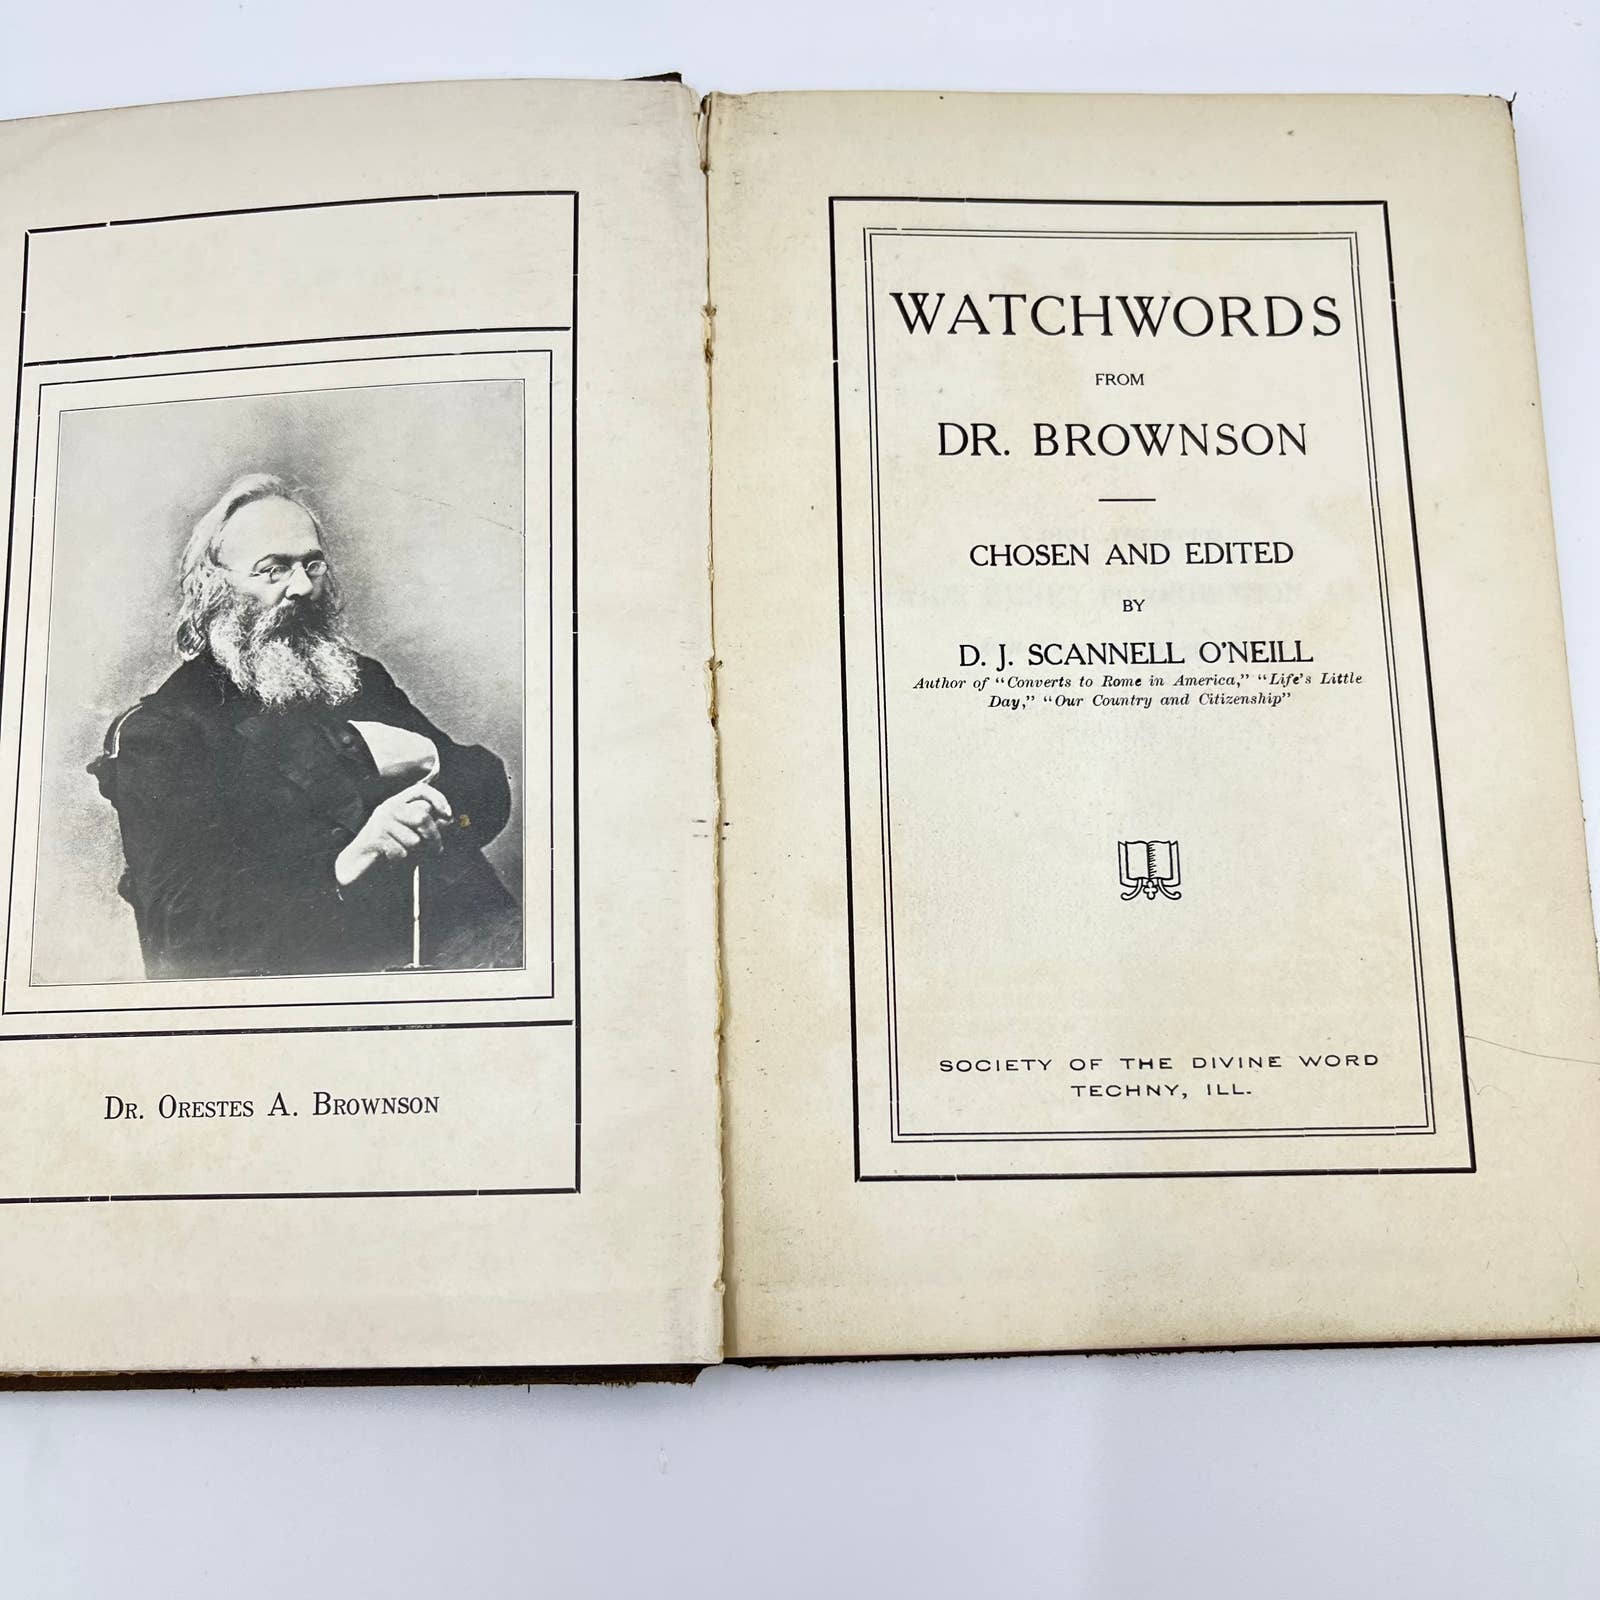 DR. ORESTES A. BROWNSON
WATCHWORDS
FROM
DR. BROWNSON
CHOSEN AND EDITED
BY
D. J. SCANNELL O'NEILL
Author of "Converts to Rome in America," "Life's Little
Day," "Our Country and Citizenship"
SOCIETY OF THE DIVINE WORD
TECHNY, ILL.